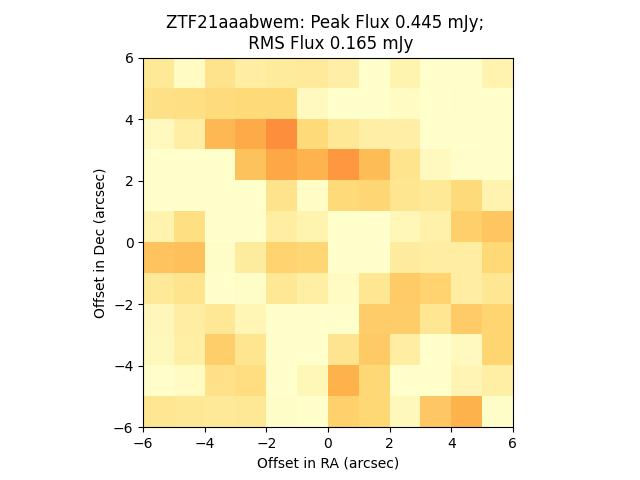 ZTF21aaabwem: Peak Flux 0.445 mJy;
RMS Flux 0.165 mJy
6
4
2
0
−2
−4
−6
Offset in Dec (arcsec)
−6 −4 −2 0 2 4 6
Offset in RA (arcsec)